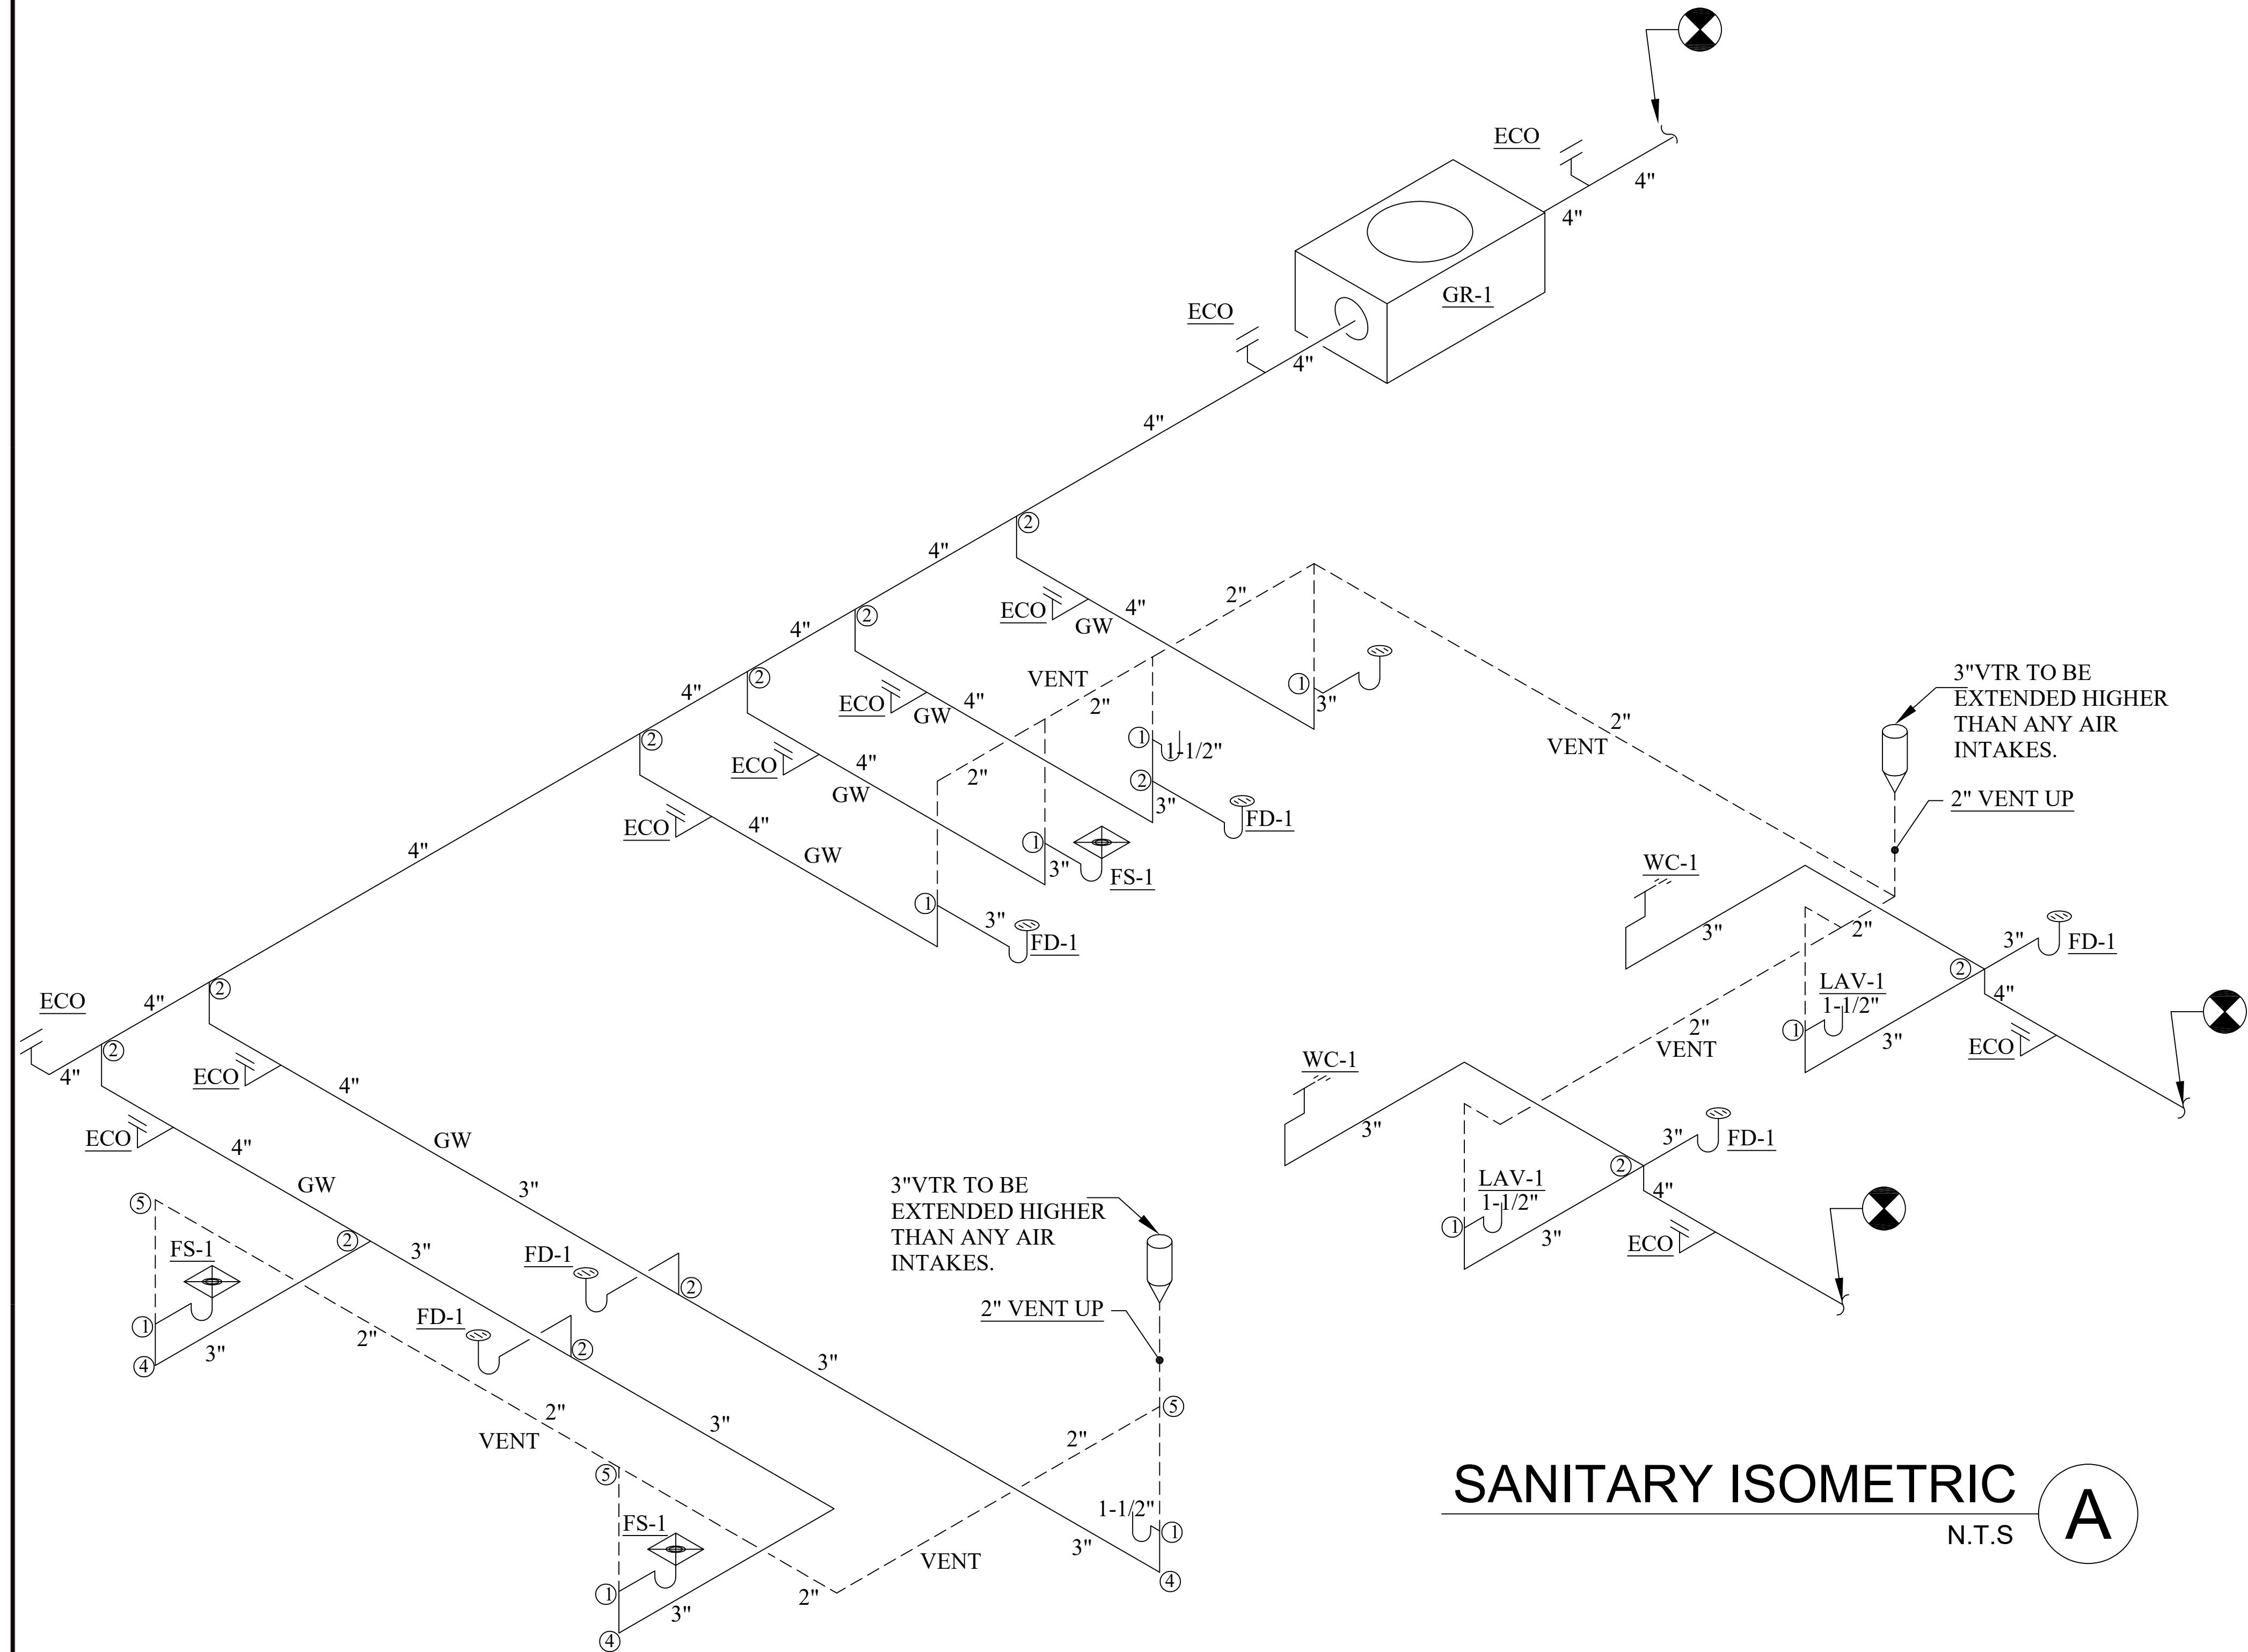 ECO
4"
4"
GR-1
ECO
4"
4"
2
4"
2"
ECO
4"
GW
2
4"
VENT
2"
1
3"
3"VTR TO BE
EXTENDED HIGHER
THAN ANY AIR
INTAKES.
2
4"
ECO
4"
GW
1
1-1/2"
2"
VENT
2
ECO
4"
GW
2"
2
3"
FD-1
2" VENT UP
ECO
4"
GW
1
3"
FS-1
WC-1
4"
1
3"
FD-1
3"
2"
3"
FD-1
2
LAV-1
1-1/2"
4"
ECO
4"
2
4"
2
ECO
4"
1
3"
ECO
2"
VENT
WC-1
ECO
4"
GW
3"
3"
FD-1
2
LAV-1
1-1/2"
4"
1
3"
ECO
GW
3"
3"VTR TO BE
EXTENDED HIGHER
THAN ANY AIR
INTAKES.
5
2
3"
FS-1
FD-1
2
2" VENT UP
1
FD-1
2
2"
4
3"
3"
5
2"
VENT
3"
2"
5
1-1/2"
1
FS-1
3"
VENT
1
2"
4
3"
4
SANITARY ISOMETRIC
A
N.T.S